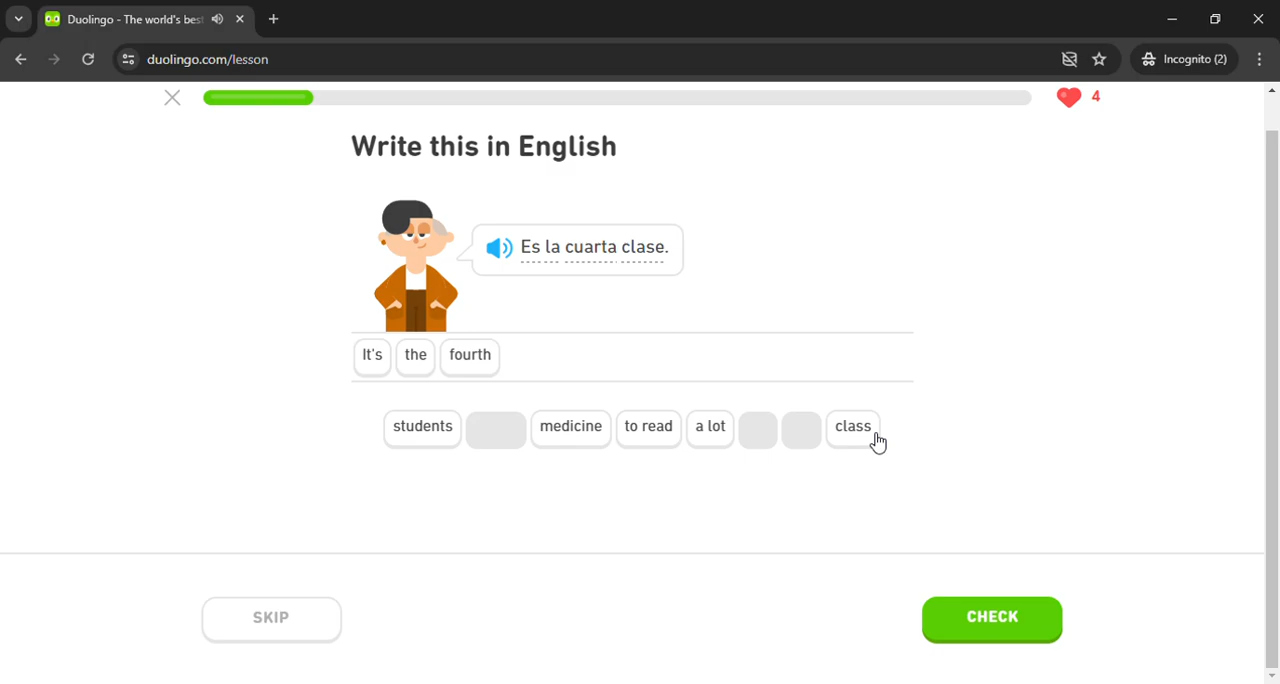 Duolingo - The world's bes
duolingo.com/lesson
Incognito (2)
4
Write this in English
Es la cuarta clase.
It's the fourth
students medicine to read a lot class
SKIP CHECK